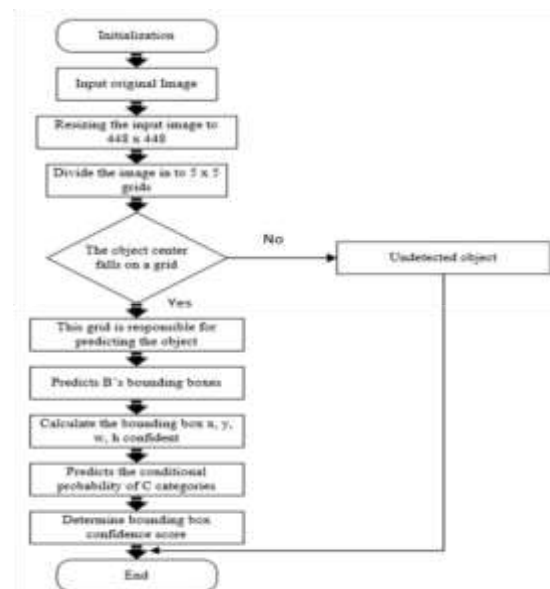 Initialization
Input original Image
Resizing the input image to
448 x 448
Divide the image in to 5 x 5
grids
The object center
falls on a grid
No
Undetected object
Yes
This grid is responsible for
predicting the object
Predicts B's bounding boxes
Calculate the bounding box x, y,
w, h confident
Predicts the conditional
probability of C categories
Determine bounding box
confidence score
End